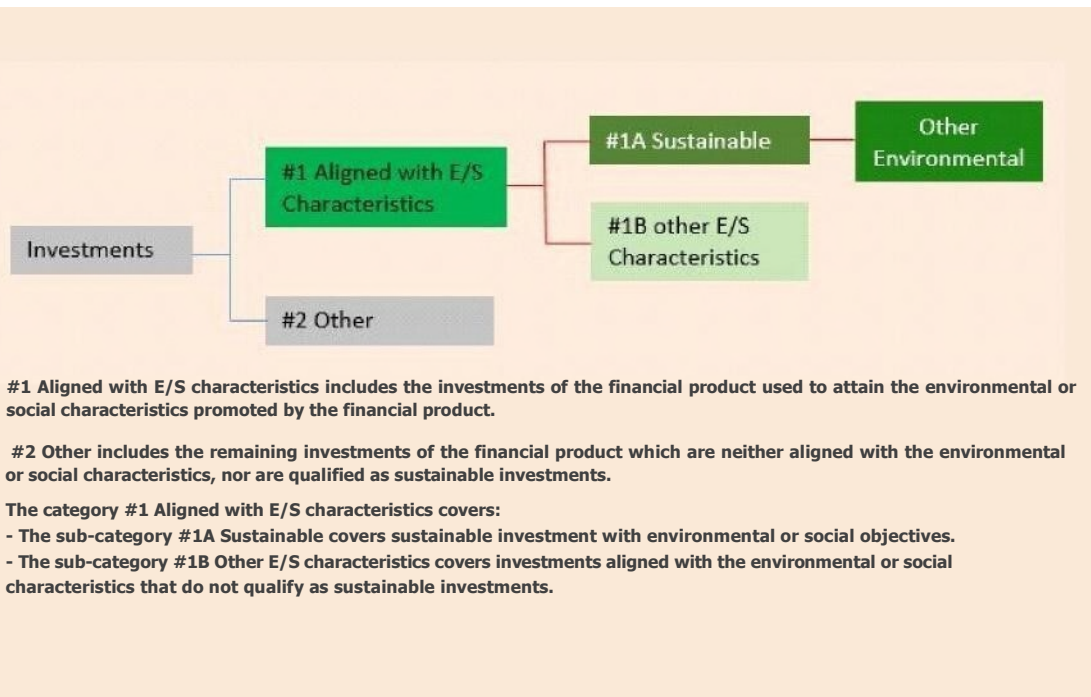 Investments
#1 Aligned with E/S
Characteristics
#2 Other
#1A Sustainable
#1B other E/S
Characteristics
Other
Environmental
#1 Aligned with E/S characteristics includes the investments of the financial product used to attain the environmental or
social characteristics promoted by the financial product.
#2 Other includes the remaining investments of the financial product which are neither aligned with the environmental
or social characteristics, nor are qualified as sustainable investments.
The category #1 Aligned with E/S characteristics covers:
- The sub-category #1A Sustainable covers sustainable investment with environmental or social objectives.
- The sub-category #1B Other E/S characteristics covers investments aligned with the environmental or social
characteristics that do not qualify as sustainable investments.